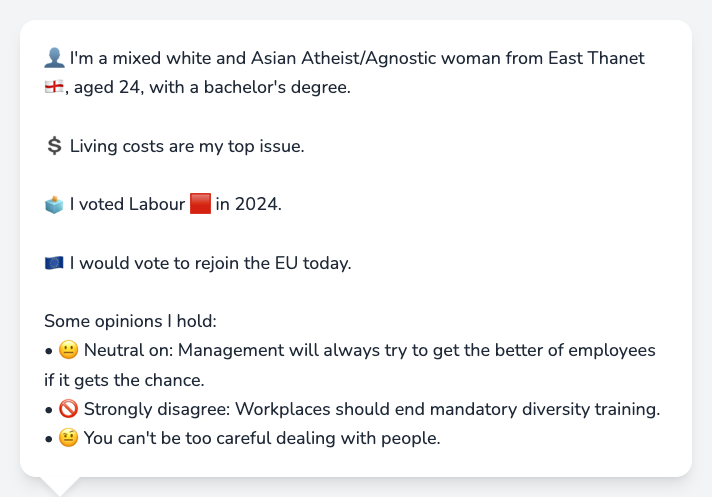 👤 I'm a mixed white and Asian Atheist/Agnostic woman from East Thanet
🏴󠁧󠁢󠁥󠁮󠁧󠁿, aged 24, with a bachelor's degree.
💲 Living costs are my top issue.
🗳️ I voted Labour 🟥 in 2024.
🇪🇺 I would vote to rejoin the EU today.
Some opinions I hold:
• 😐 Neutral on: Management will always try to get the better of employees
if it gets the chance.
• 🚫 Strongly disagree: Workplaces should end mandatory diversity training.
• 🤨 You can't be too careful dealing with people.